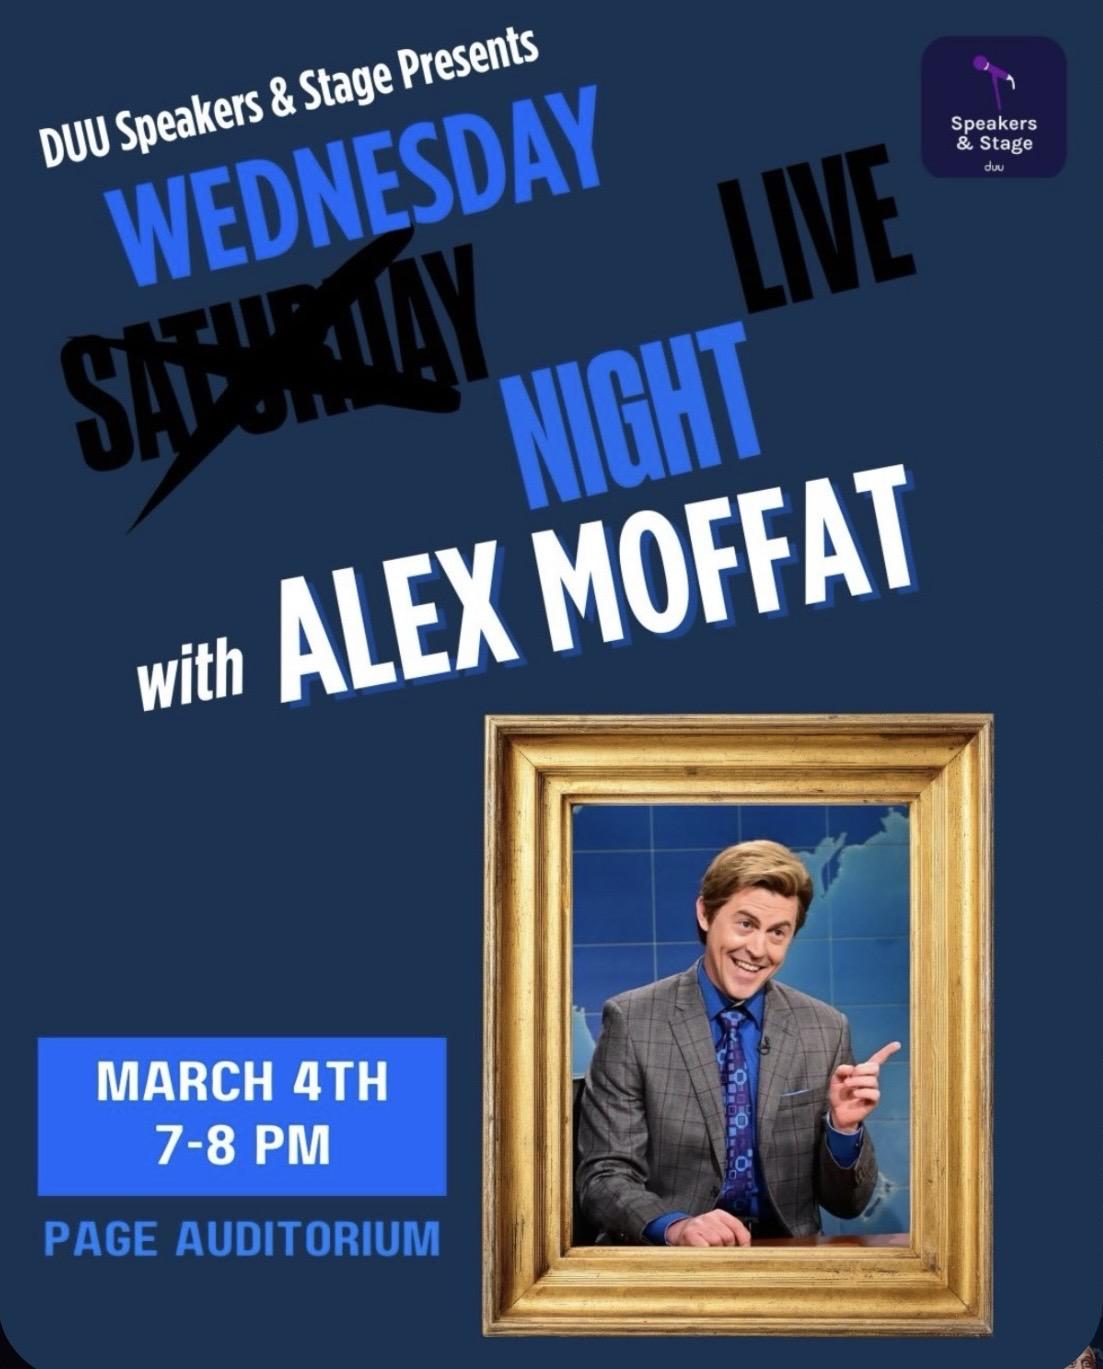 DUU Speakers & Stage Presents
WEDNESDAY
SATURDAY
LIVE
NIGHT
with ALEX MOFFAT
MARCH 4TH
7-8 PM
PAGE AUDITORIUM
Speakers
& Stage
duu